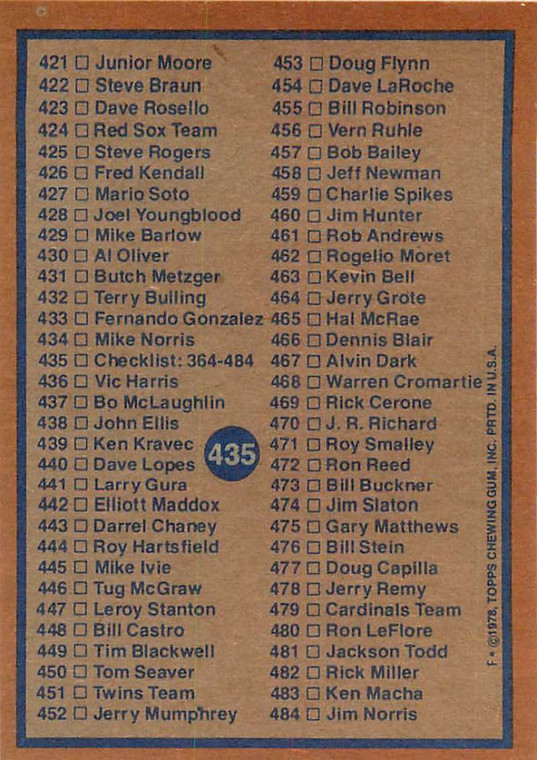 421 □ Junior Moore
422 □ Steve Braun
423 □ Dave Rosello
424 □ Red Sox Team
425 □ Steve Rogers
426 □ Fred Kendall
427 □ Mario Soto
428 □ Joel Youngblood
429 □ Mike Barlow
430 □ Al Oliver
431 □ Butch Metzger
432 □ Terry Bulling
433 □ Fernando Gonzalez
434 □ Mike Norris
435 □ Checklist: 364-484
436 □ Vic Harris
437 □ Bo McLaughlin
438 □ John Ellis
439 □ Ken Kravec
440 □ Dave Lopes
441 □ Larry Gura
442 □ Elliott Maddox
443 □ Darrel Chaney
444 □ Roy Hartsfield
445 □ Mike Ivie
446 □ Tug McGraw
447 □ Leroy Stanton
448 □ Bill Castro
449 □ Tim Blackwell
450 □ Tom Seaver
451 □ Twins Team
452 □ Jerry Mumphrey
435
453 □ Doug Flynn
454 □ Dave LaRoche
455 □ Bill Robinson
456 □ Vern Ruhle
457 □ Bob Bailey
458 □ Jeff Newman
459 □ Charlie Spikes
460 □ Jim Hunter
461 □ Rob Andrews
462 □ Rogelio Moret
463 □ Kevin Bell
464 □ Jerry Grote
465 □ Hal McRae
466 □ Dennis Blair
467 □ Alvin Dark
468 □ Warren Cromartie
469 □ Rick Cerone
470 □ J. R. Richard
471 □ Roy Smalley
472 □ Ron Reed
473 □ Bill Buckner
474 □ Jim Slaton
475 □ Gary Matthews
476 □ Bill Stein
477 □ Doug Capilla
478 □ Jerry Remy
479 □ Cardinals Team
480 □ Ron LeFlore
481 □ Jackson Todd
482 □ Rick Miller
483 □ Ken Macha
484 □ Jim Norris
F * ©1978, TOPPS CHEWING GUM, INC. PRTD. IN U.S.A.